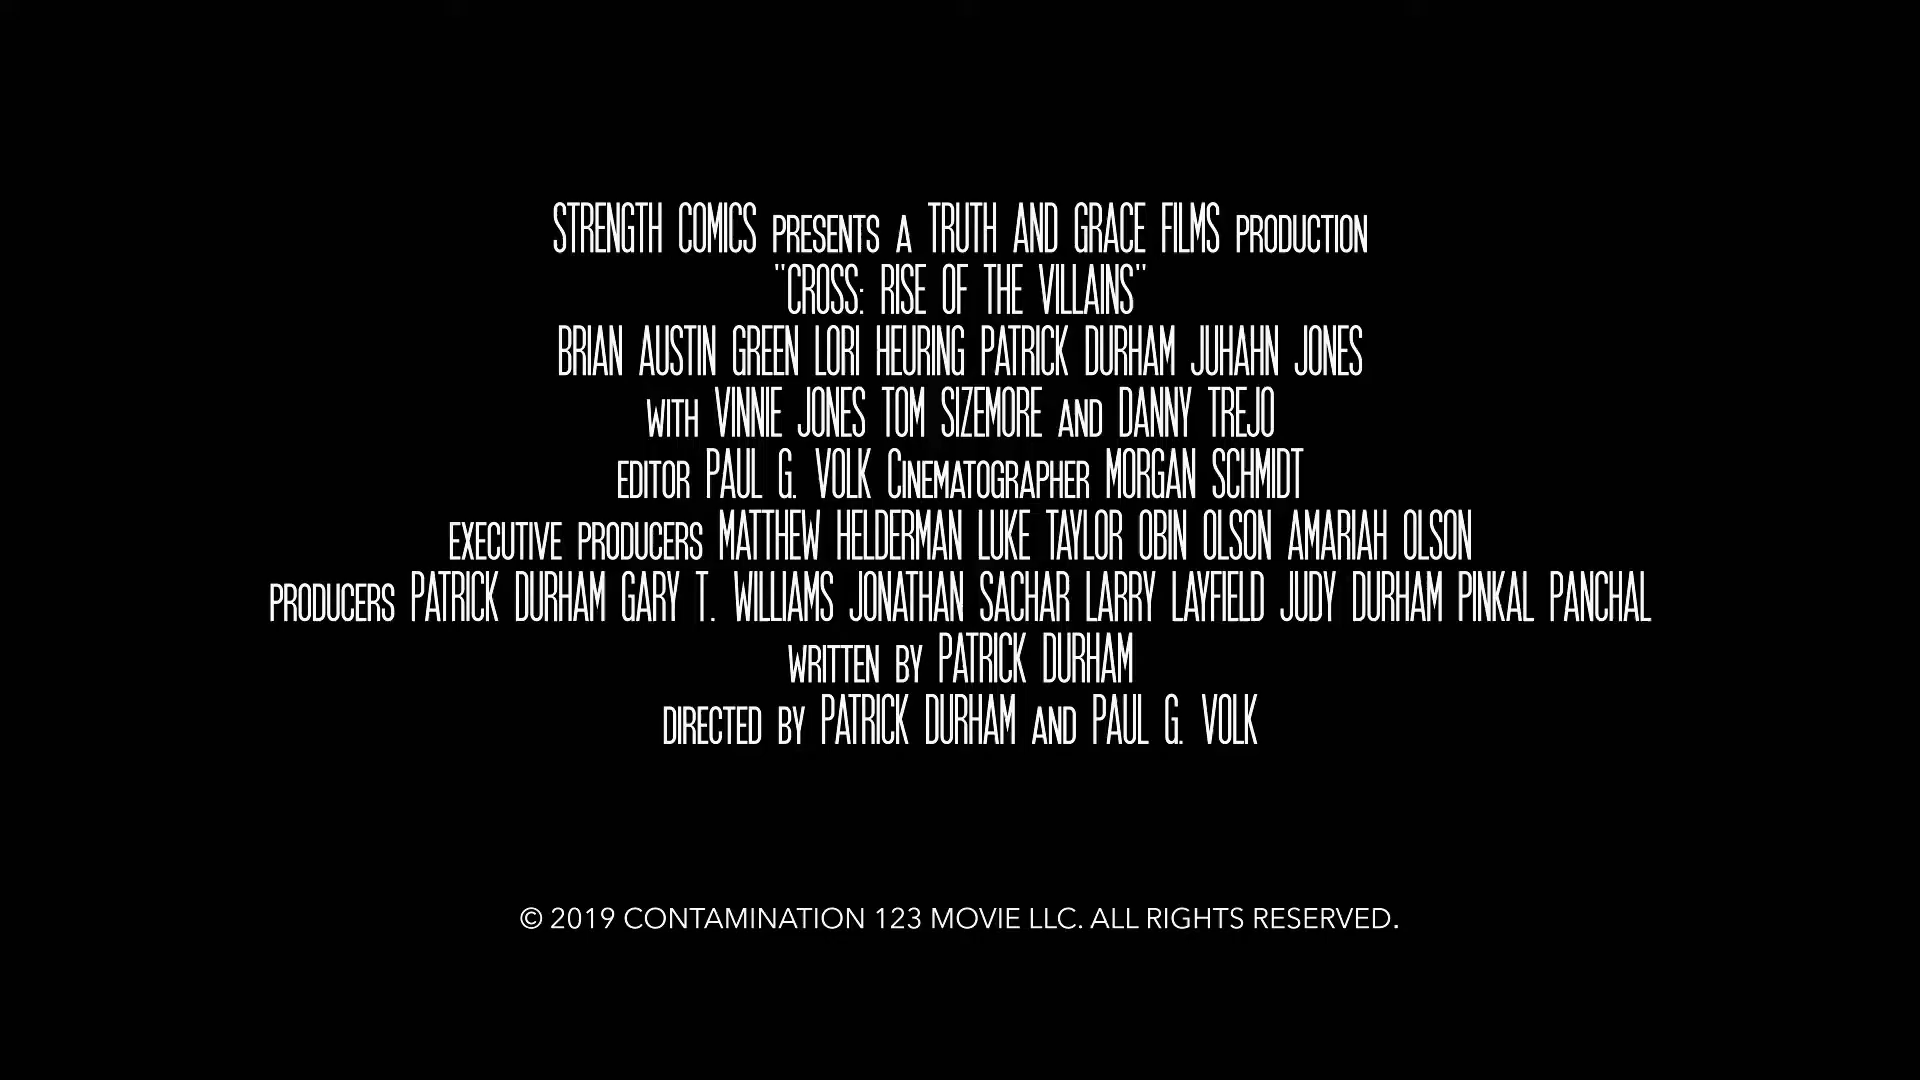 STRENGTH COMICS PRESENTS A TRUTH AND GRACE FILMS PRODUCTION
"CROSS: RISE OF THE VILLAINS"
BRIAN AUSTIN GREEN LORI HEURING PATRICK DURHAM JUHAHN JONES
WITH VINNIE JONES TOM SIZEMORE AND DANNY TREJO
EDITOR PAUL G. VOLK CINEMATOGRAPHER MORGAN SCHMIDT
EXECUTIVE PRODUCERS MATTHEW HELDERMAN LUKE TAYLOR OBIN OLSON AMARIAH OLSON
PRODUCERS PATRICK DURHAM GARY T. WILLIAMS JONATHAN SACHAR LARRY LAYFIELD JUDY DURHAM PINKAL PANCHAL
WRITTEN BY PATRICK DURHAM
DIRECTED BY PATRICK DURHAM AND PAUL G. VOLK
© 2019 CONTAMINATION 123 MOVIE LLC. ALL RIGHTS RESERVED.